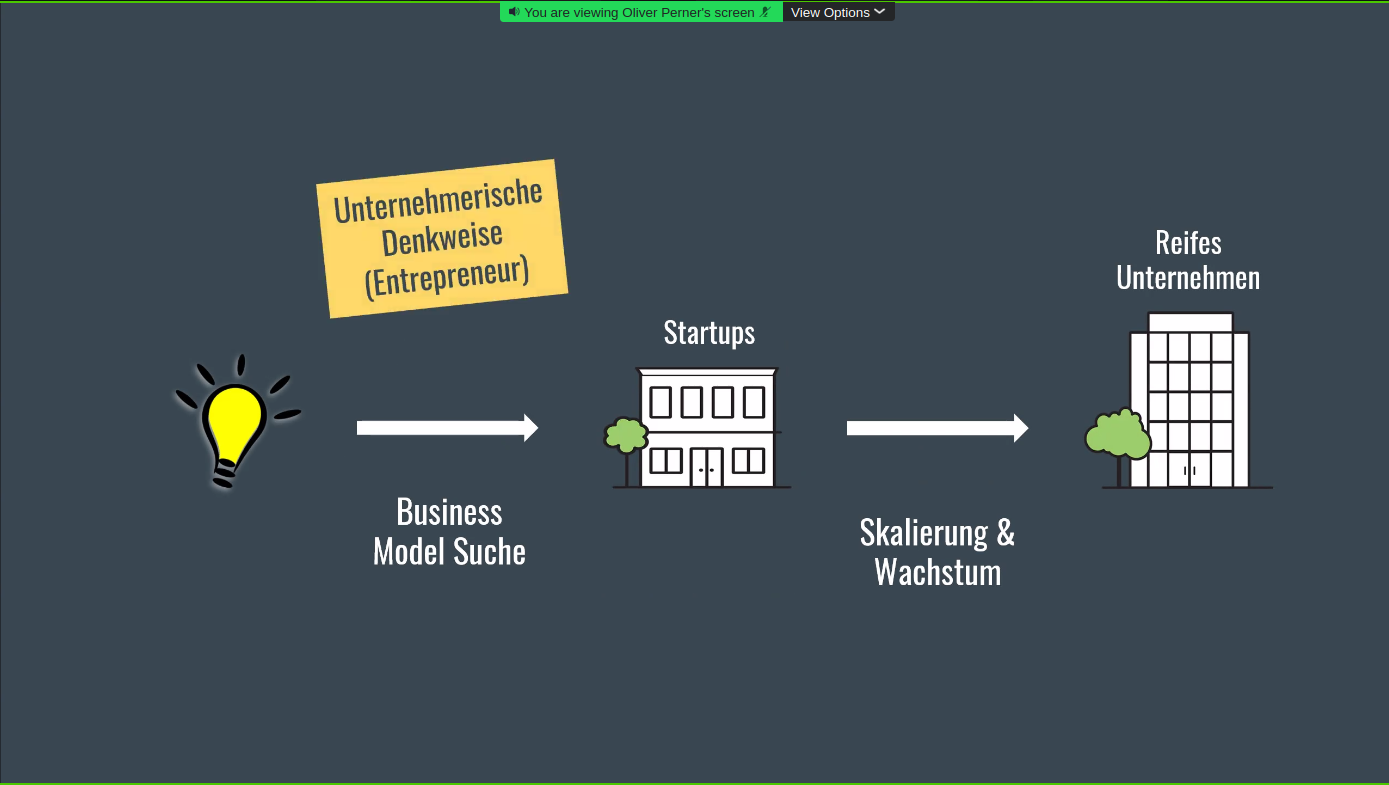 You are viewing Oliver Perner's screen
View Options
Unternehmerische
Denkweise
(Entrepreneur)
Reifes
Unternehmen
Startups
Business
Model Suche
Skalierung &
Wachstum